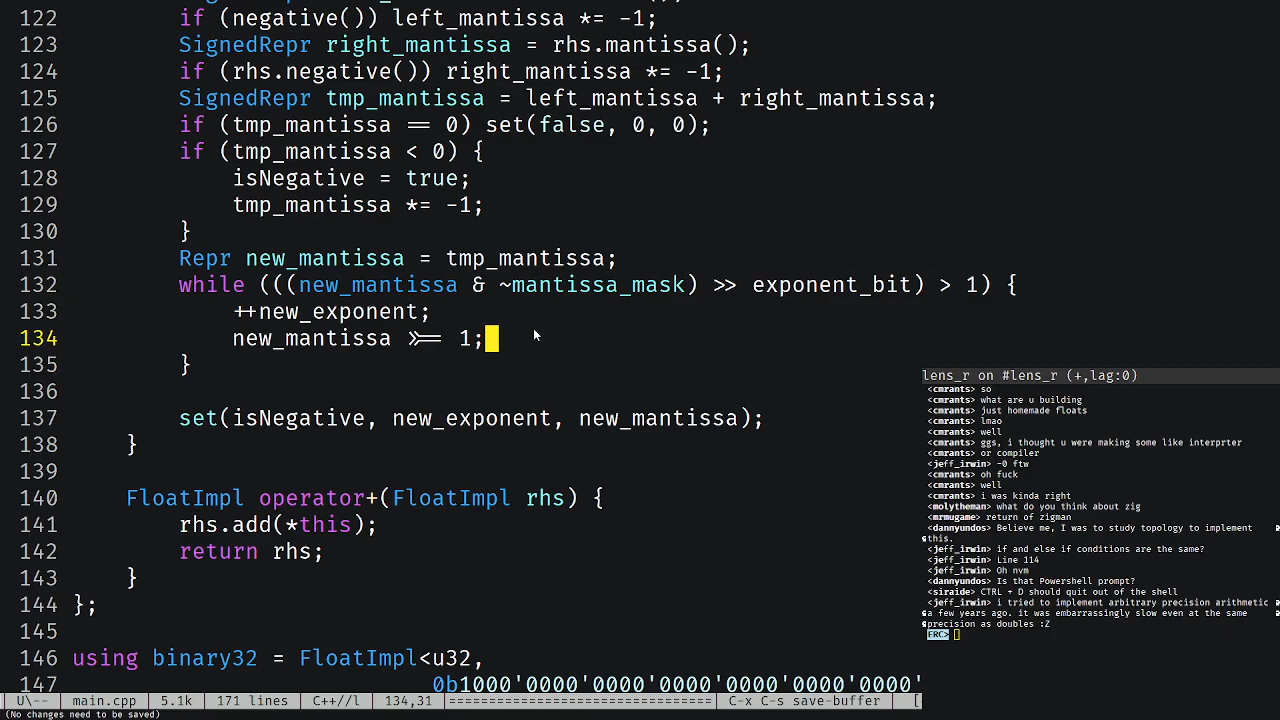 122 if (negative()) left_mantissa *= -1;
123 SignedRepr right_mantissa = rhs.mantissa();
124 if (rhs.negative()) right_mantissa *= -1;
125 SignedRepr tmp_mantissa = left_mantissa + right_mantissa;
126 if (tmp_mantissa == 0) set(false, 0, 0);
127 if (tmp_mantissa < 0) {
128 isNegative = true;
129 tmp_mantissa *= -1;
130 }
131 Repr new_mantissa = tmp_mantissa;
132 while (((new_mantissa & ~mantissa_mask) >> exponent_bit) > 1) {
133 ++new_exponent;
134 new_mantissa >>= 1;
135 }
136
137 set(isNegative, new_exponent, new_mantissa);
138 }
139
140 FloatImpl operator+(FloatImpl rhs) {
141 rhs.add(*this);
142 return rhs;
143 }
144 };
145
146 using binary32 = FloatImpl<u32,
147 0b1000'0000'0000'0000'0000'0000'0000'
U\-- main.cpp 5.1k 171 lines C++//l 134,31 ================================= C-x C-s save-buffer [
(No changes need to be saved)
lens_r on #lens_r (+,lag:0)
<cmrants> so
<cmrants> what are u building
<cmrants> just homemade floats
<cmrants> lmao
<cmrants> well
<cmrants> ggs, i thought u were making some like interprter
<cmrants> or compiler
<jeff_irwin> -0 ftw
<cmrants> oh fuck
<cmrants> well
<cmrants> i was kinda right
<molytheman> what do you think about zig
<mrmugame> return of zigman
<dannyundos> Believe me, I was to study topology to implement
this.
<jeff_irwin> if and else if conditions are the same?
<jeff_irwin> Line 114
<jeff_irwin> Oh nvm
<dannyundos> Is that Powershell prompt?
<siraide> CTRL + D should quit out of the shell
<jeff_irwin> i tried to implement arbitrary precision arithmetic
a few years ago. it was embarrassingly slow even at the same
precision as doubles :Z
ERC>